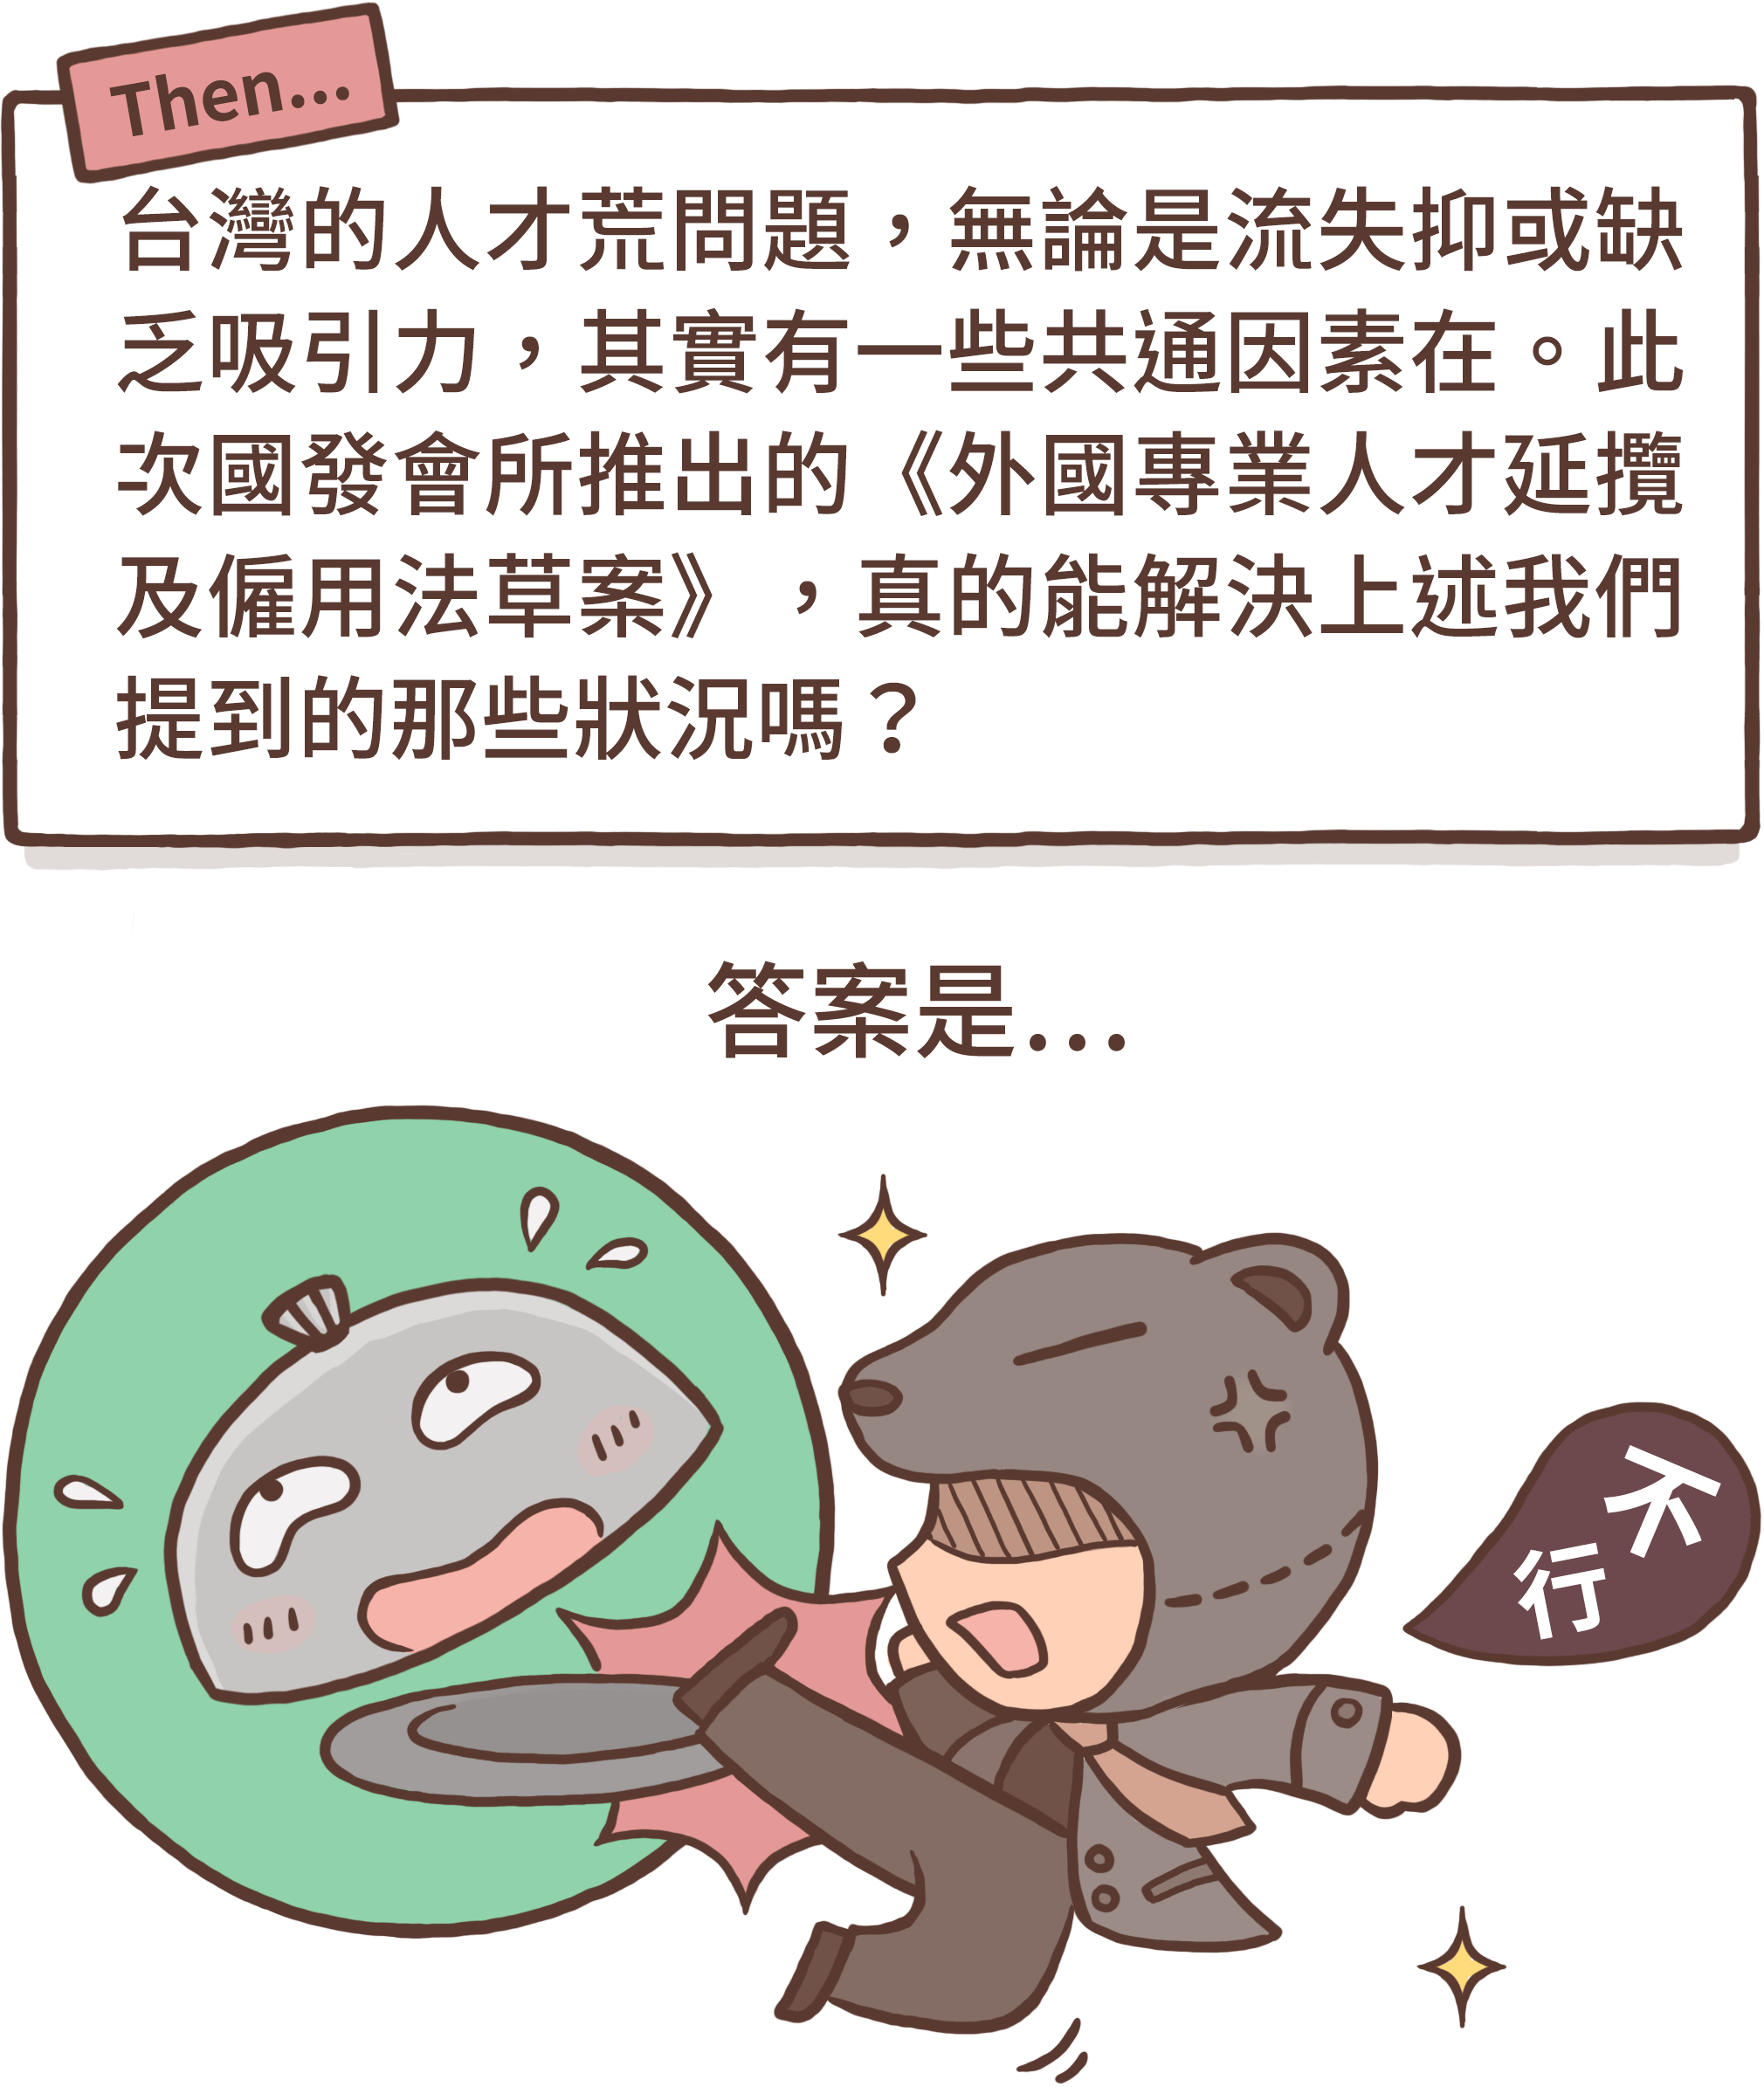 Then...
台灣的人才荒問題，無論是流失抑或缺
乏吸引力，其實有一些共通因素在。此
次國發會所推出的《外國專業人才延攬
及僱用法草案》，真的能解決上述我們
提到的那些狀況嗎？
答案是...
不行